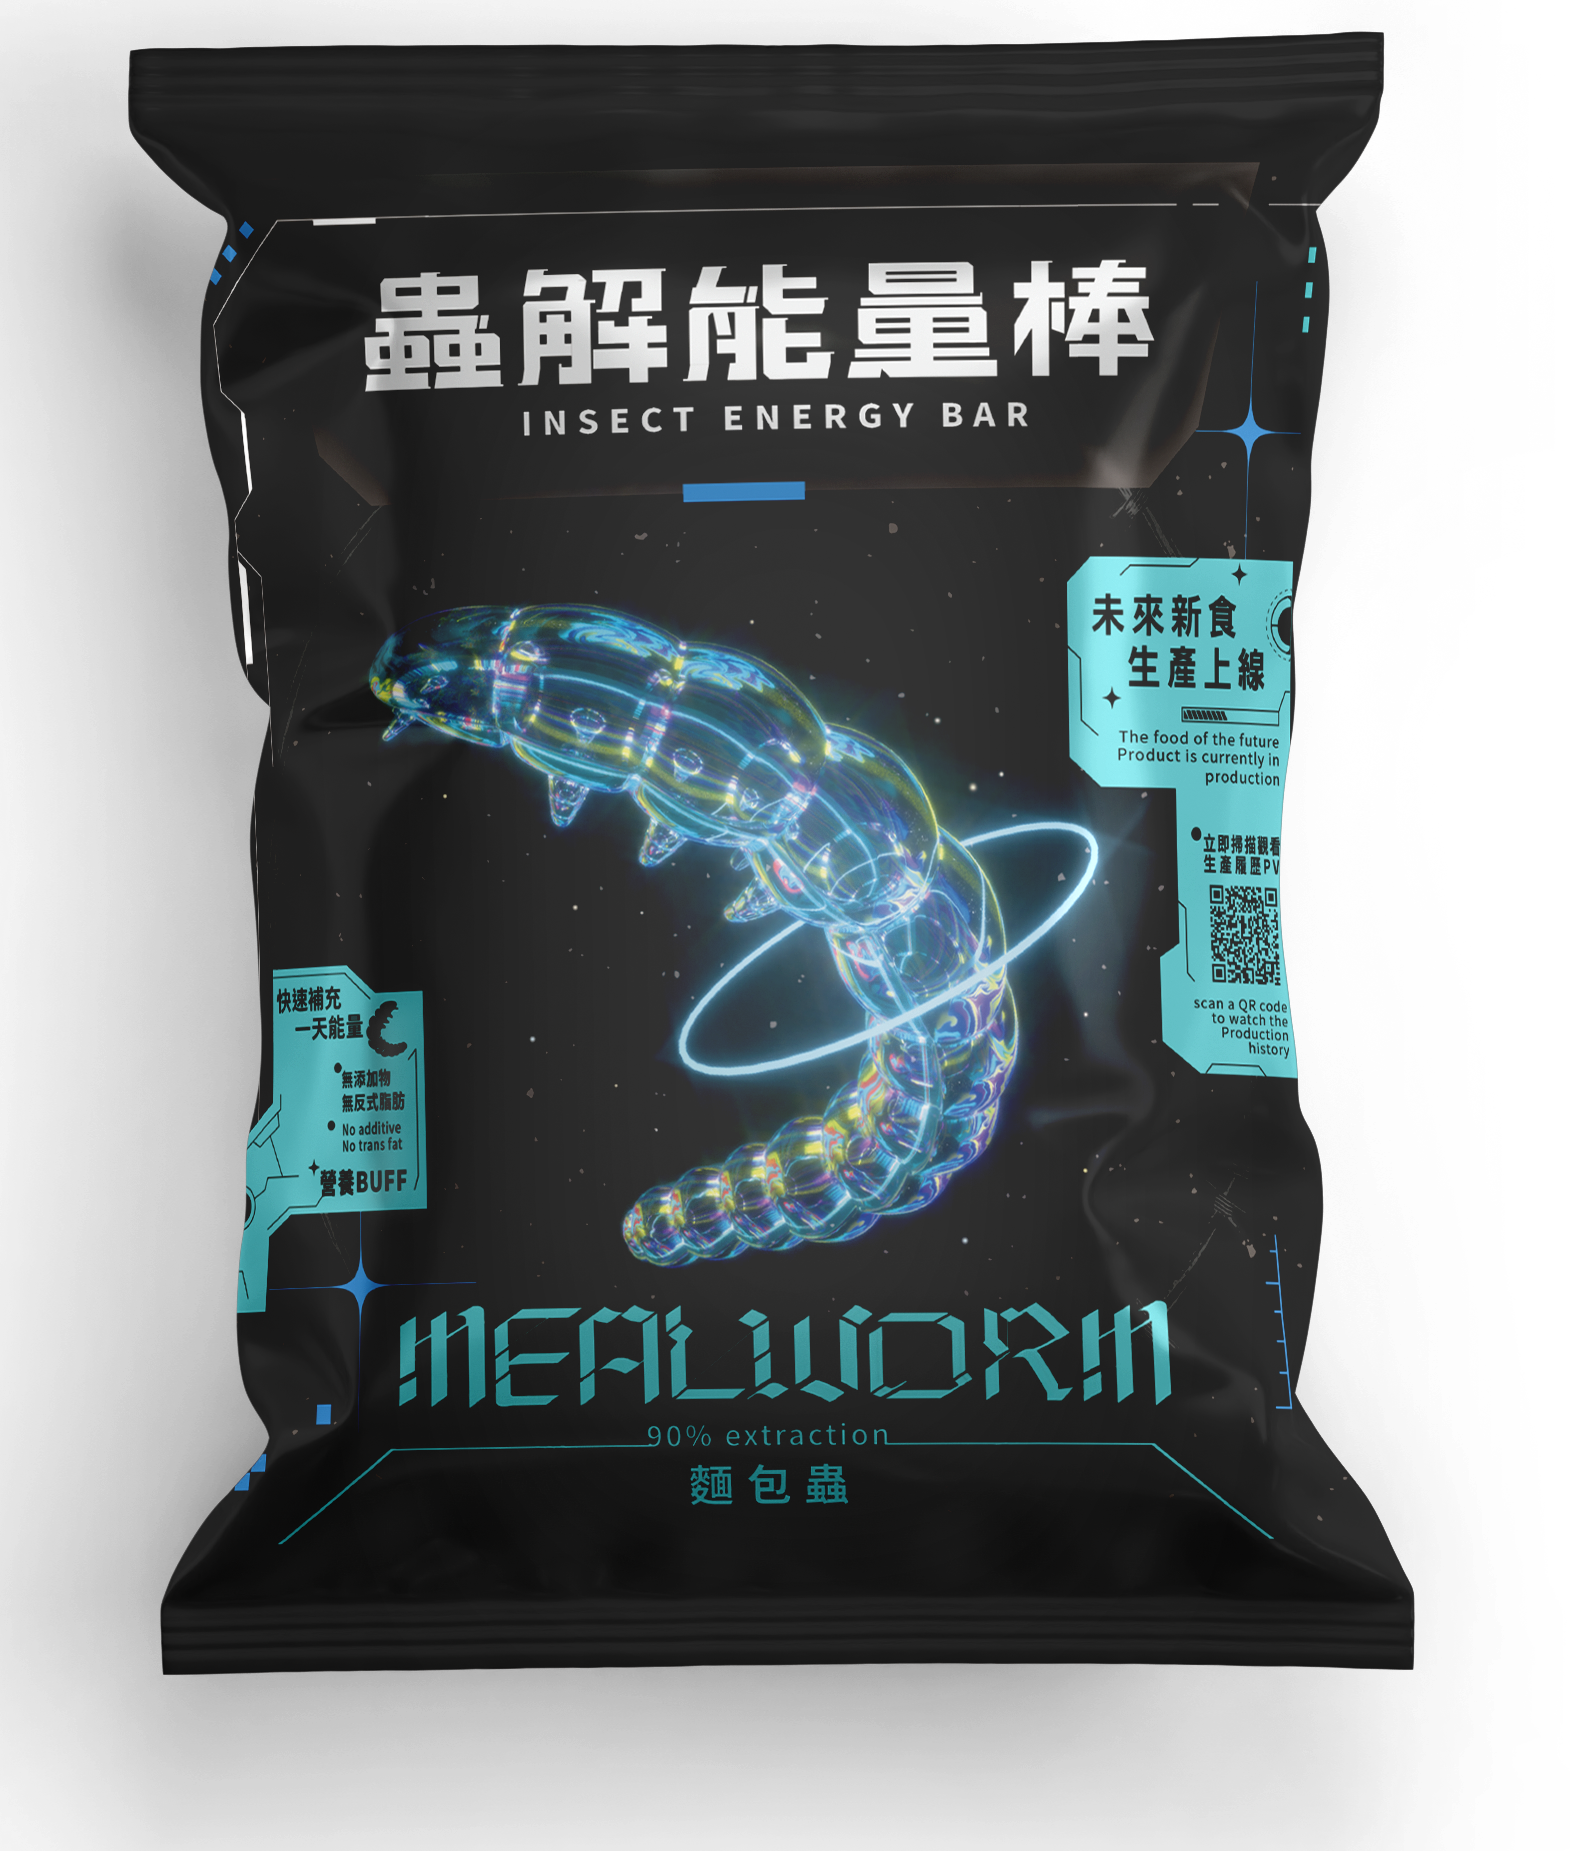 蟲解能量棒
INSECT ENERGY BAR
未來新食
生產上線
The food of the future
Product is currently in
production
立即掃描觀看
生產履歷PV
scan a QR code
to watch the
Production
history
快速補充
一天能量
無添加物
無反式脂肪
No additive
No trans fat
營養BUFF
MEALWORM
90% extraction
麵包蟲